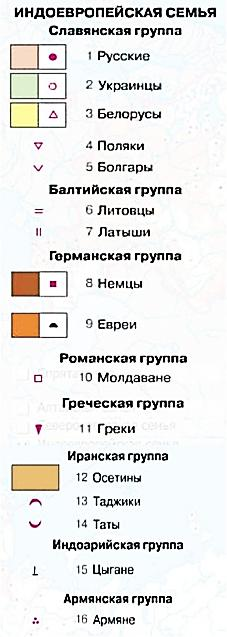 ИНДОЕВРОПЕЙСКАЯ СЕМЬЯ
Славянская группа
1 Русские
2 Украинцы
3 Белорусы
4 Поляки
5 Болгары
Балтийская группа
6 Литовцы
7 Латыши
Германская группа
8 Немцы
9 Евреи
Романская группа
10 Молдаване
Греческая группа
11 Греки
Иранская группа
12 Осетины
13 Таджики
14 Таты
Индоарийская группа
15 Цыгане
Армянская группа
16 Армяне